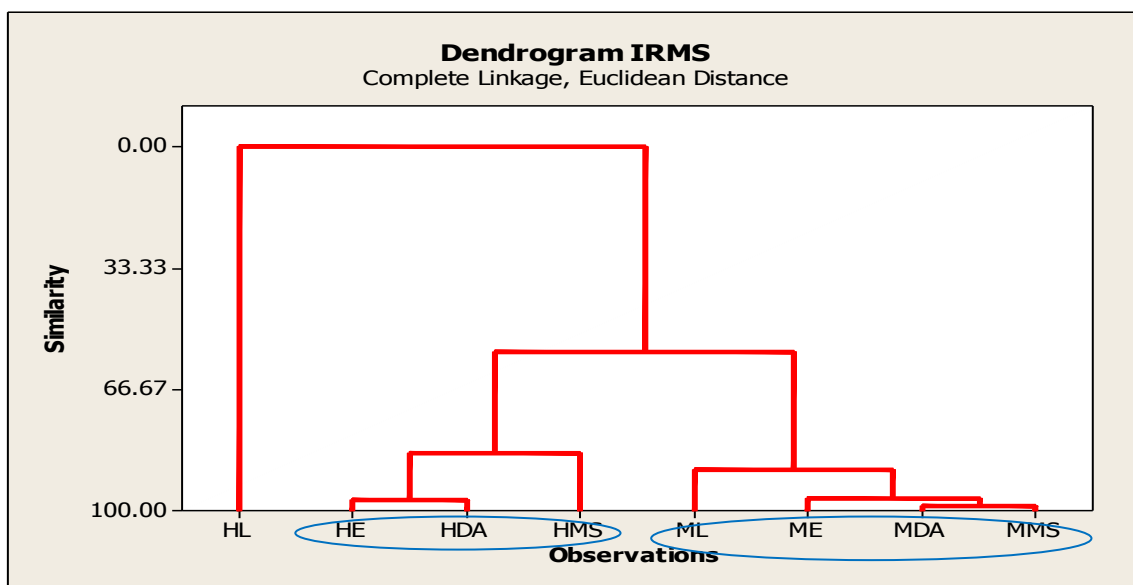 Dendrogram IRMS
Complete Linkage, Euclidean Distance
0.00
33.33
66.67
100.00
Similarity
HL HE HDA HMS ML ME MDA MMS
Observations